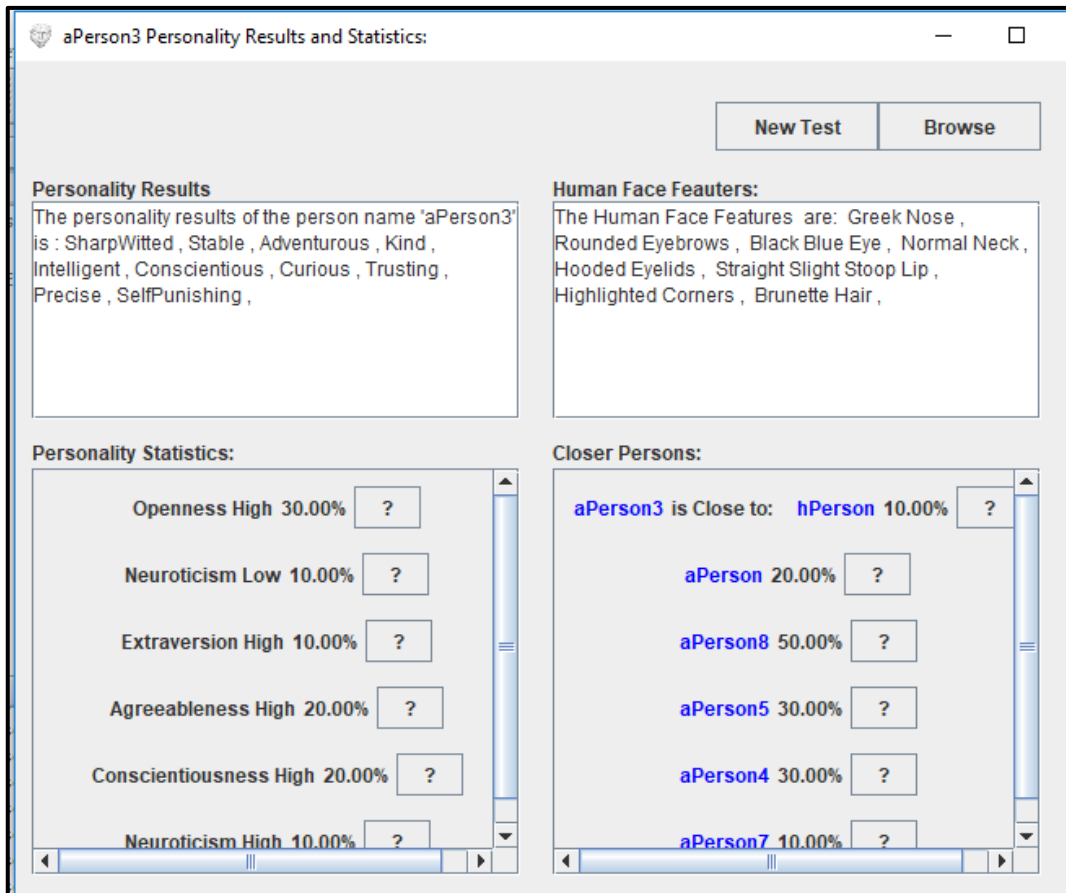 aPerson3 Personality Results and Statistics:
New Test
Browse
Personality Results
The personality results of the person name 'aPerson3'
is : SharpWitted , Stable , Adventurous , Kind ,
Intelligent , Conscientious , Curious , Trusting ,
Precise , SelfPunishing ,
Human Face Feauters:
The Human Face Features are: Greek Nose ,
Rounded Eyebrows , Black Blue Eye , Normal Neck ,
Hooded Eyelids , Straight Slight Stoop Lip ,
Highlighted Corners , Brunette Hair ,
Personality Statistics:
Openness High 30.00% ?
Neuroticism Low 10.00% ?
Extraversion High 10.00% ?
Agreeableness High 20.00% ?
Conscientiousness High 20.00% ?
Neuroticism High 10.00% ?
Closer Persons:
aPerson3 is Close to: hPerson 10.00% ?
aPerson 20.00% ?
aPerson8 50.00% ?
aPerson5 30.00% ?
aPerson4 30.00% ?
aPerson7 10.00% ?